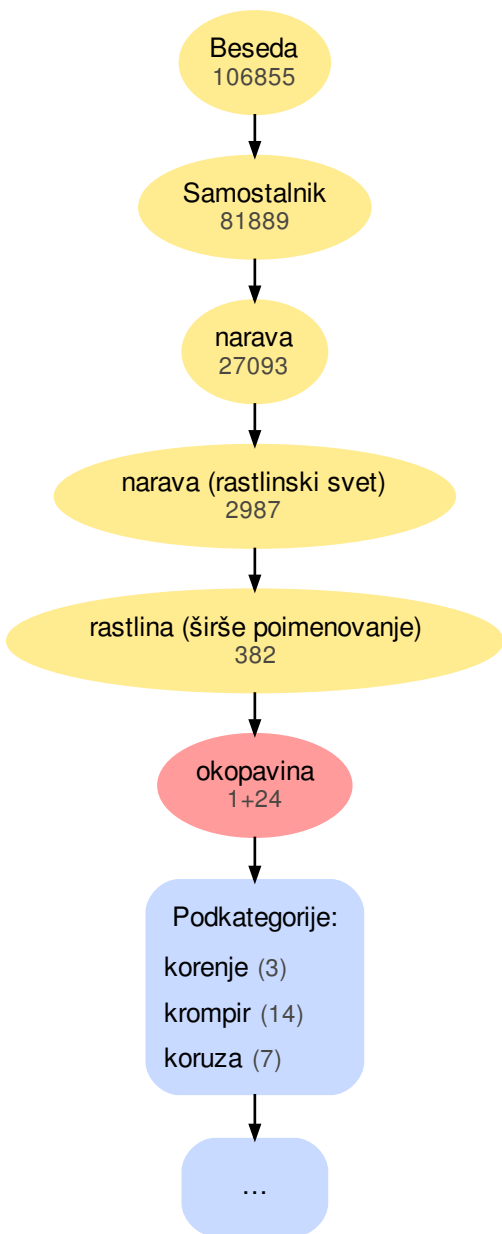 Beseda
106855
Samostalnik
81889
narava
27093
narava (rastlinski svet)
2987
rastlina (širše poimenovanje)
382
okopavina
1+24
Podkategorije:
korenje (3)
krompir (14)
koruza (7)
...